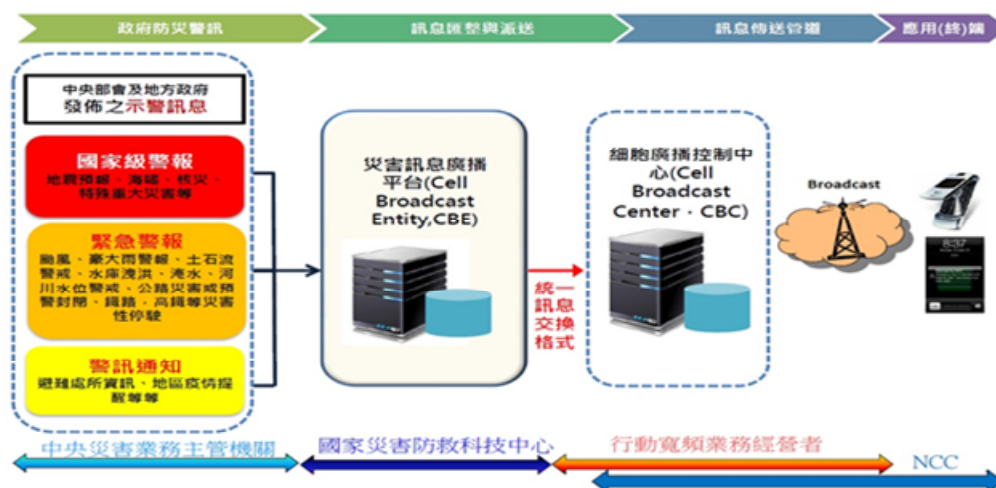 政府防災警訊
訊息匯整與派送
訊息傳送管道
應用(終)端
中央部會及地方政府
發佈之示警訊息
國家級警報
地震預報、海嘯、核災、
特殊重大災害等
緊急警報
颱風、豪大雨警報、土石流
警戒、水庫洩洪、淹水、河
川水位警戒、公路災害或預
警封閉、鐵路、高鐵等災害
性停駛
警訊通知
避難處所資訊、地區疫情提
醒等等
災害訊息廣播
平台(Cell
Broadcast
Entity,CBE)
統一
訊息
交換
格式
細胞廣播控制中
心(Cell
Broadcast
Center、CBC)
Broadcast
8:37
中央災害業務主管機關
國家災害防救科技中心
行動寬頻業務經營者
NCC